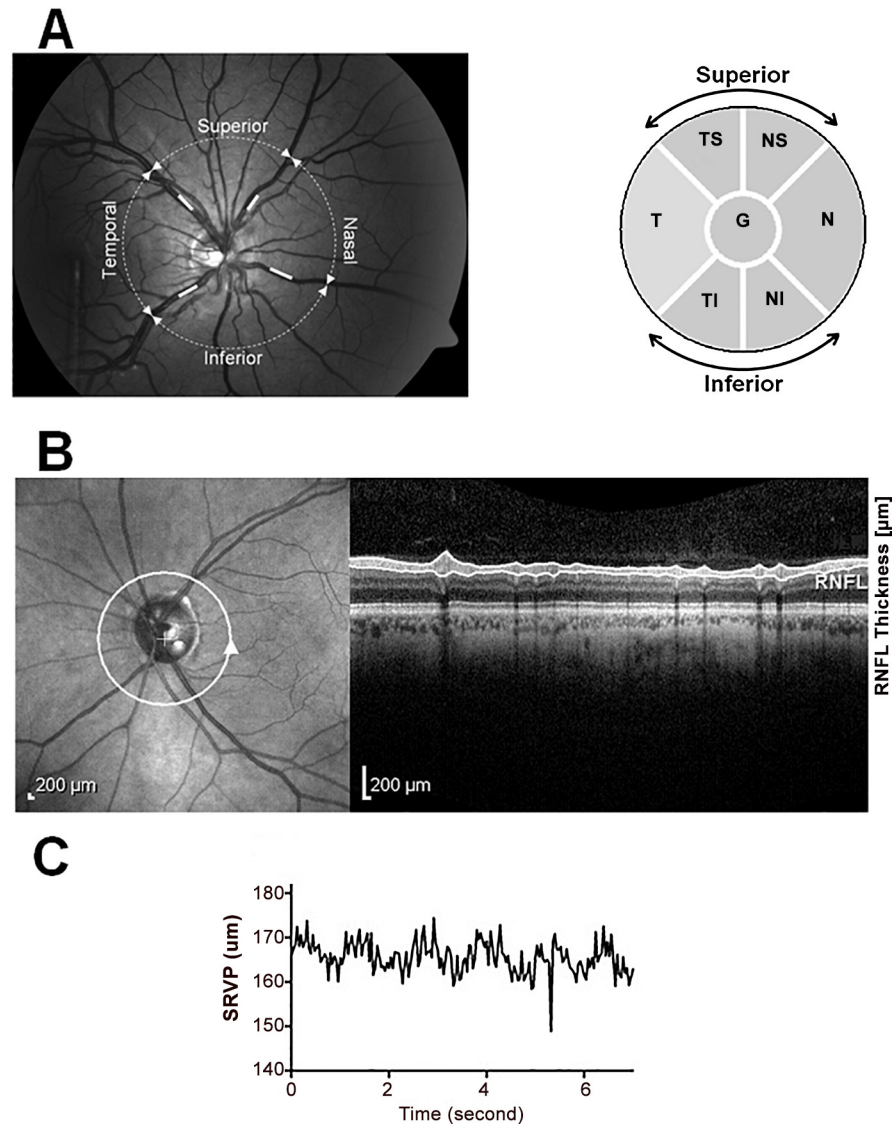 A
Superior
Temporal
Nasal
Inferior
Superior
TS
NS
T
G
N
TI
NI
Inferior
B
RNFL
RNFL Thickness [µm]
200 µm
200 µm
C
SRVP (um)
180
170
160
150
140
0
2
4
6
Time (second)